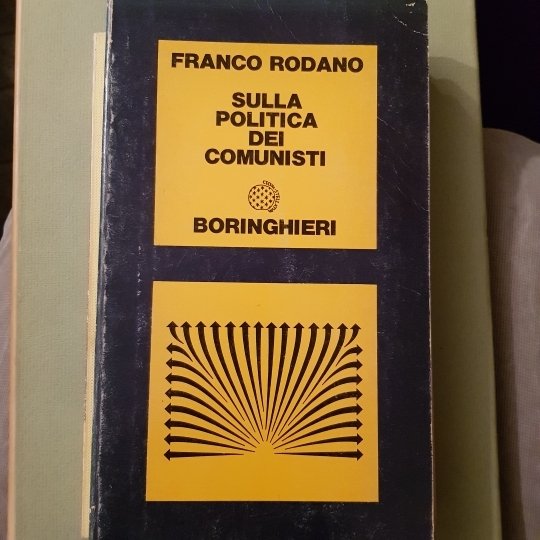 FRANCO RODANO
SULLA
POLITICA
DEI
COMUNISTI
BORINGHIERI